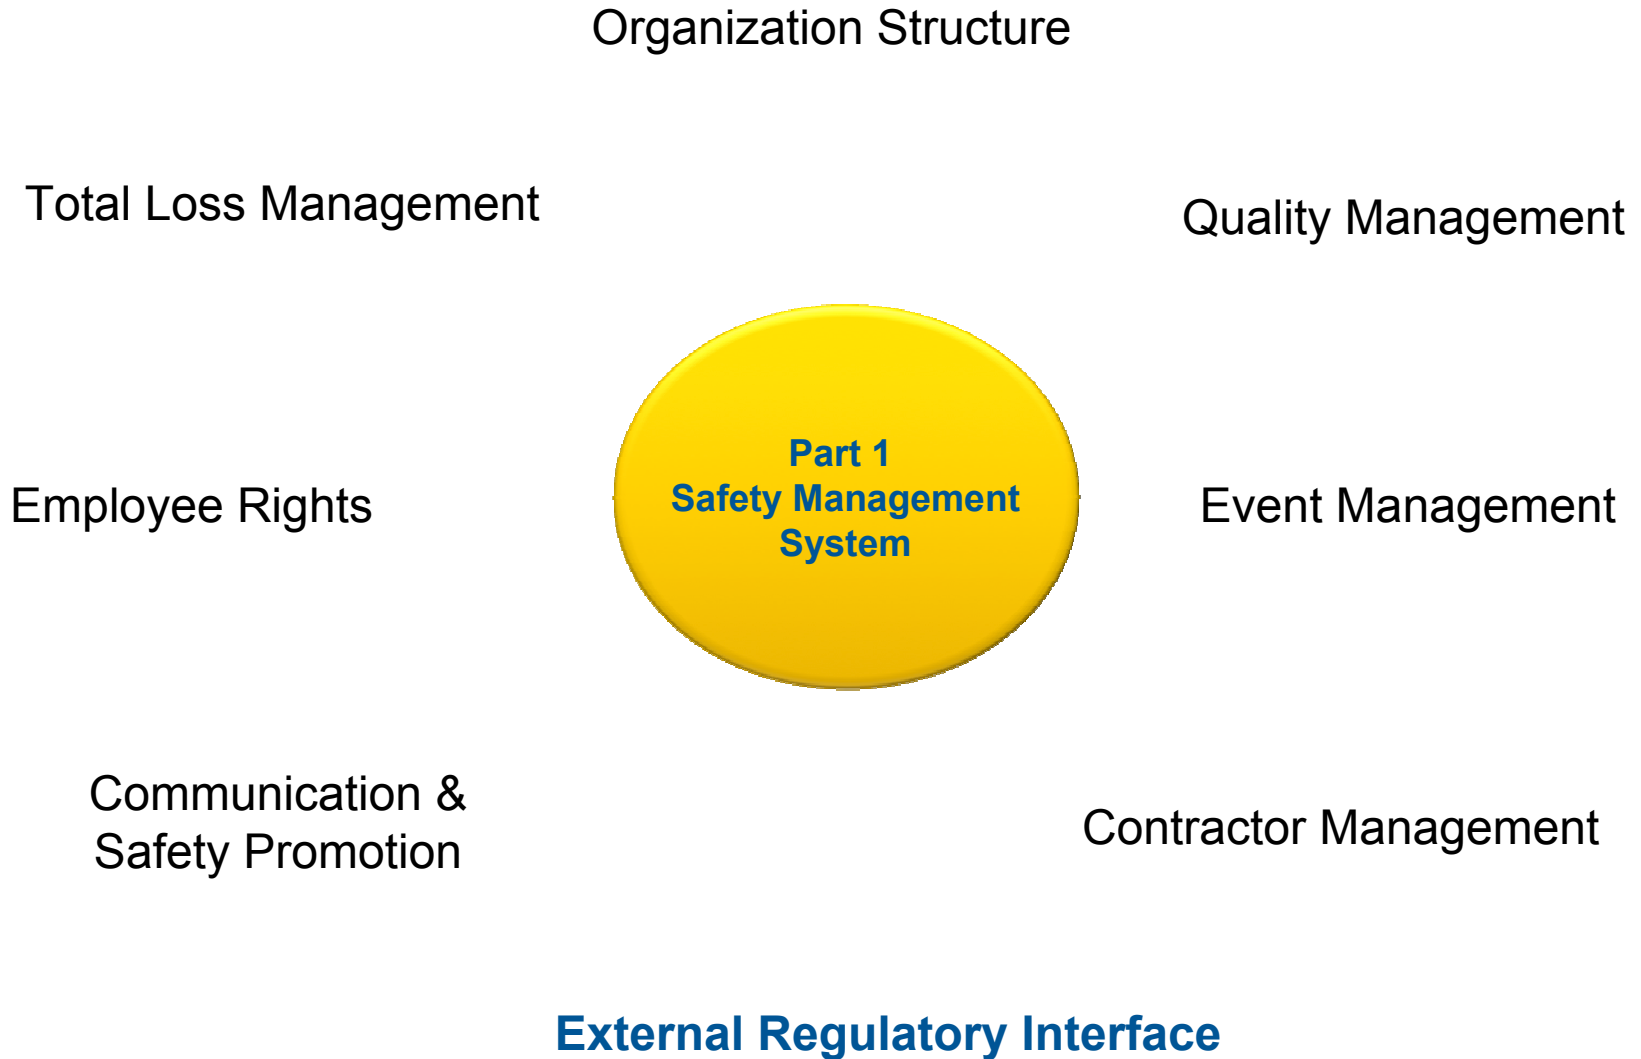 Organization Structure
Total Loss Management
Quality Management
Part 1
Safety Management
System
Employee Rights
Event Management
Communication &
Safety Promotion
Contractor Management
External Regulatory Interface